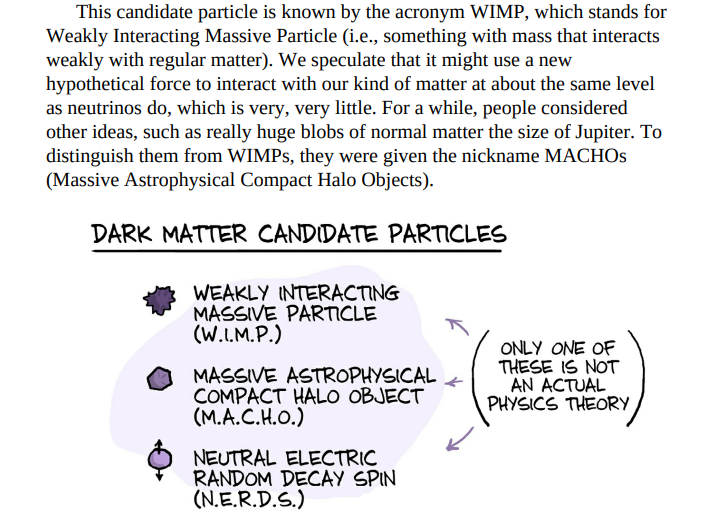 This candidate particle is known by the acronym WIMP, which stands for
Weakly Interacting Massive Particle (i.e., something with mass that interacts
weakly with regular matter). We speculate that it might use a new
hypothetical force to interact with our kind of matter at about the same level
as neutrinos do, which is very, very little. For a while, people considered
other ideas, such as really huge blobs of normal matter the size of Jupiter. To
distinguish them from WIMPs, they were given the nickname MACHOs
(Massive Astrophysical Compact Halo Objects).
DARK MATTER CANDIDATE PARTICLES
WEAKLY INTERACTING
MASSIVE PARTICLE
(W.I.M.P.)
MASSIVE ASTROPHYSICAL
COMPACT HALO OBJECT
(M.A.C.H.O.)
NEUTRAL ELECTRIC
RANDOM DECAY SPIN
(N.E.R.D.S.)
ONLY ONE OF
THESE IS NOT
AN ACTUAL
PHYSICS THEORY